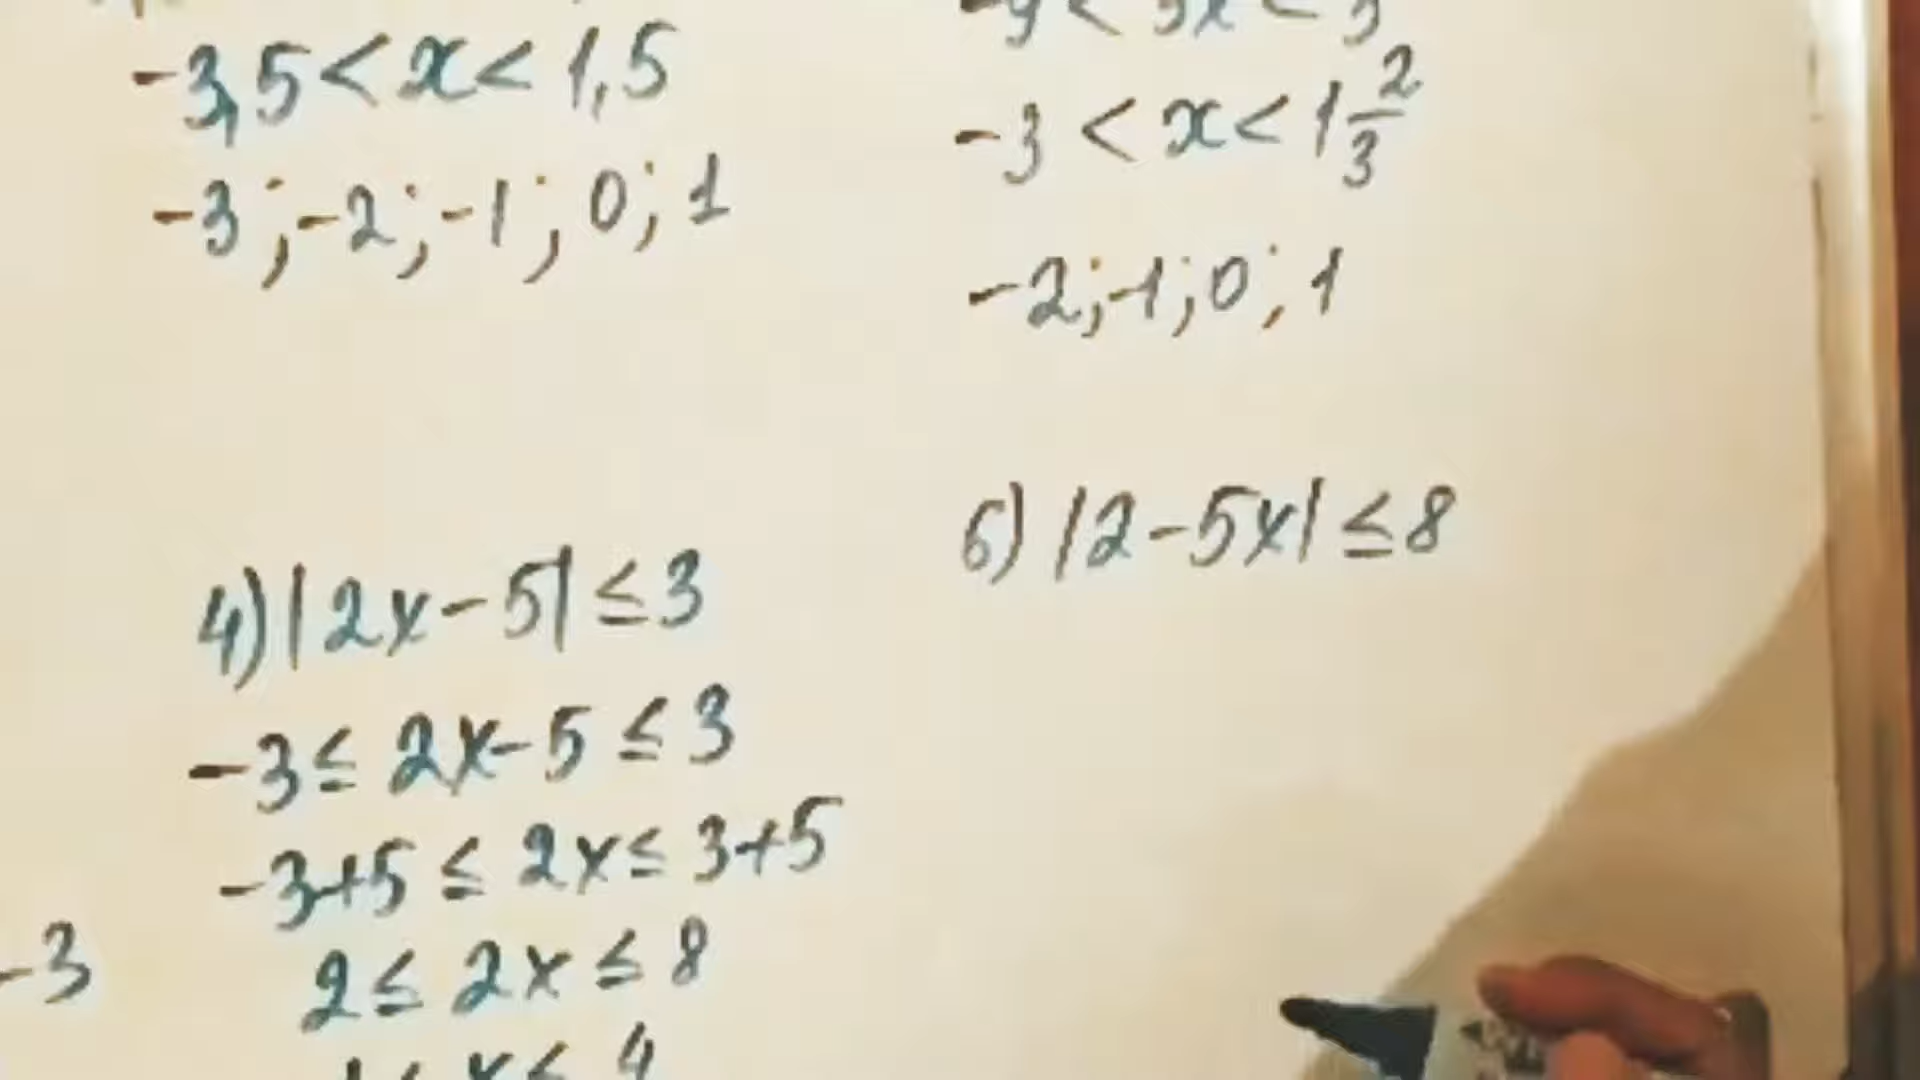 -3,5 < x < 1,5
-3; -2; -1; 0; 1
-3 < x < 1 2/3
-2; -1; 0; 1
4) |2x - 5| ≤ 3
-3 ≤ 2x - 5 ≤ 3
-3+5 ≤ 2x ≤ 3+5
2 ≤ 2x ≤ 8
1 ≤ x ≤ 4
-3
6) |2 - 5x| ≤ 8